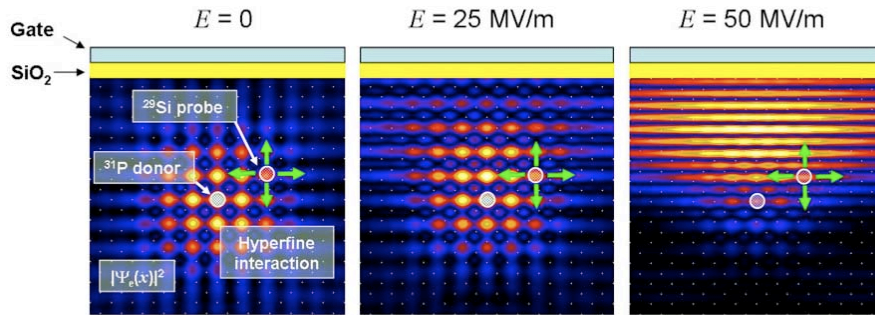 E = 0
E = 25 MV/m
E = 50 MV/m
Gate
SiO₂
²⁹Si probe
³¹P donor
Hyperfine
interaction
|Ψₑ(x)|²